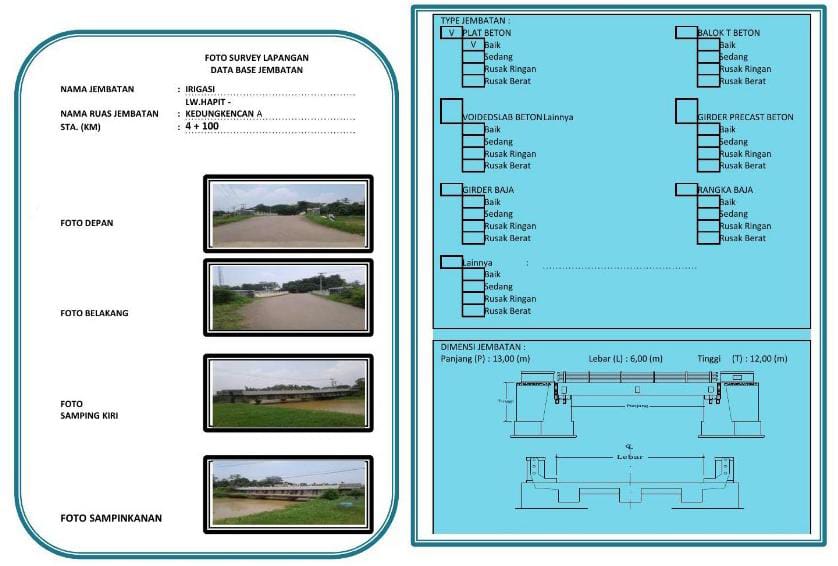 FOTO SURVEY LAPANGAN
DATA BASE JEMBATAN
NAMA JEMBATAN : IRIGASI
LW.HAPIT -
NAMA RUAS JEMBATAN : KEDUNGKENCAN A
STA. (KM) : 4 + 100
FOTO DEPAN
FOTO BELAKANG
FOTO
SAMPING KIRI
FOTO SAMPINKANAN
TYPE JEMBATAN :
V PLAT BETON
V Baik
Sedang
Rusak Ringan
Rusak Berat
BALOK T BETON
Baik
Sedang
Rusak Ringan
Rusak Berat
VOIDEDSLAB BETON Lainnya
Baik
Sedang
Rusak Ringan
Rusak Berat
GIRDER PRECAST BETON
Baik
Sedang
Rusak Ringan
Rusak Berat
GIRDER BAJA
Baik
Sedang
Rusak Ringan
Rusak Berat
RANGKA BAJA
Baik
Sedang
Rusak Ringan
Rusak Berat
Lainnya :
Baik
Sedang
Rusak Ringan
Rusak Berat
DIMENSI JEMBATAN :
Panjang (P) : 13,00 (m) Lebar (L) : 6,00 (m) Tinggi (T) : 12,00 (m)
Tinggi
Panjang
Lebar